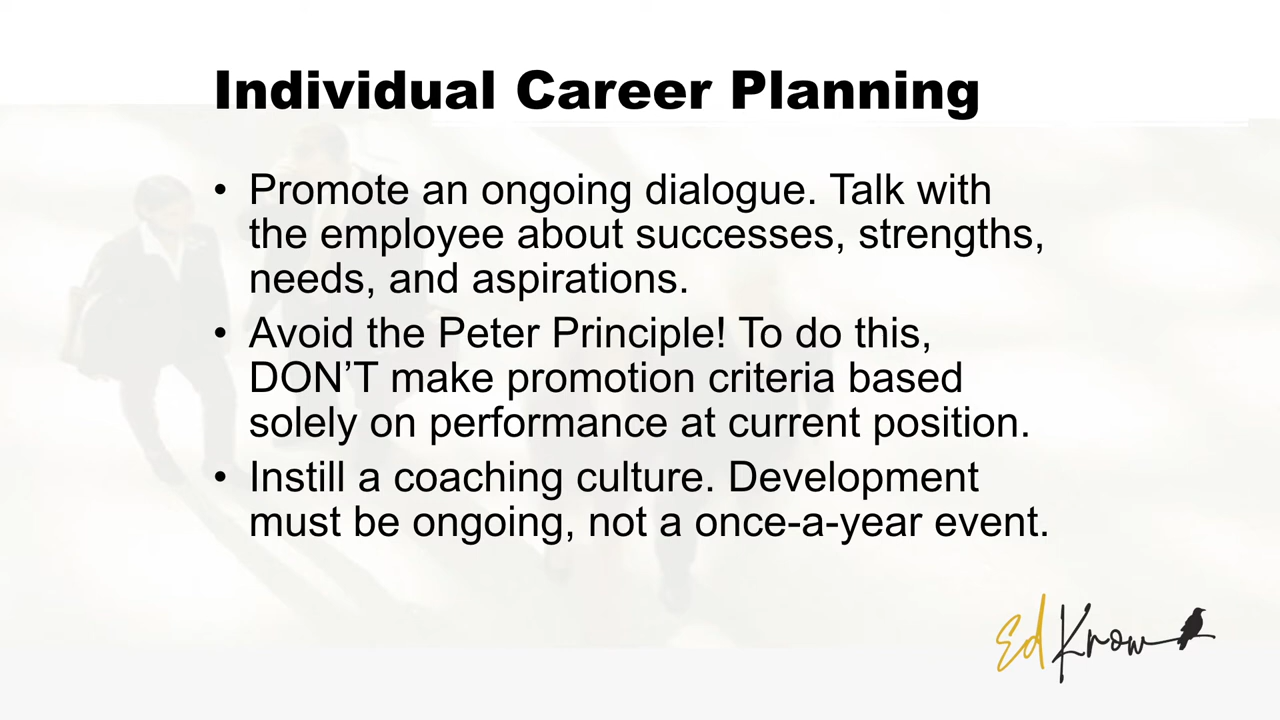 Individual Career Planning
• Promote an ongoing dialogue. Talk with
the employee about successes, strengths,
needs, and aspirations.
• Avoid the Peter Principle! To do this,
DON’T make promotion criteria based
solely on performance at current position.
• Instill a coaching culture. Development
must be ongoing, not a once-a-year event.
Ed Know